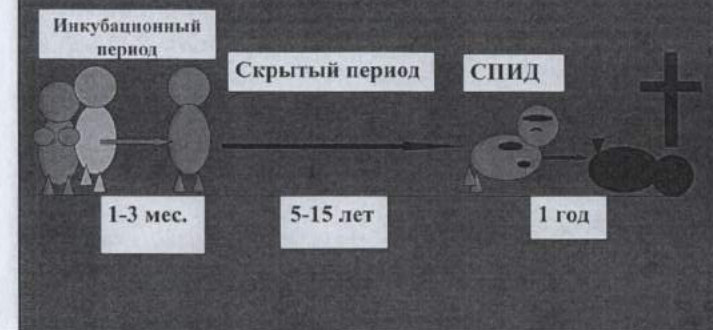 Инкубационный
период
Скрытый период
СПИД
1-3 мес.
5-15 лет
1 год